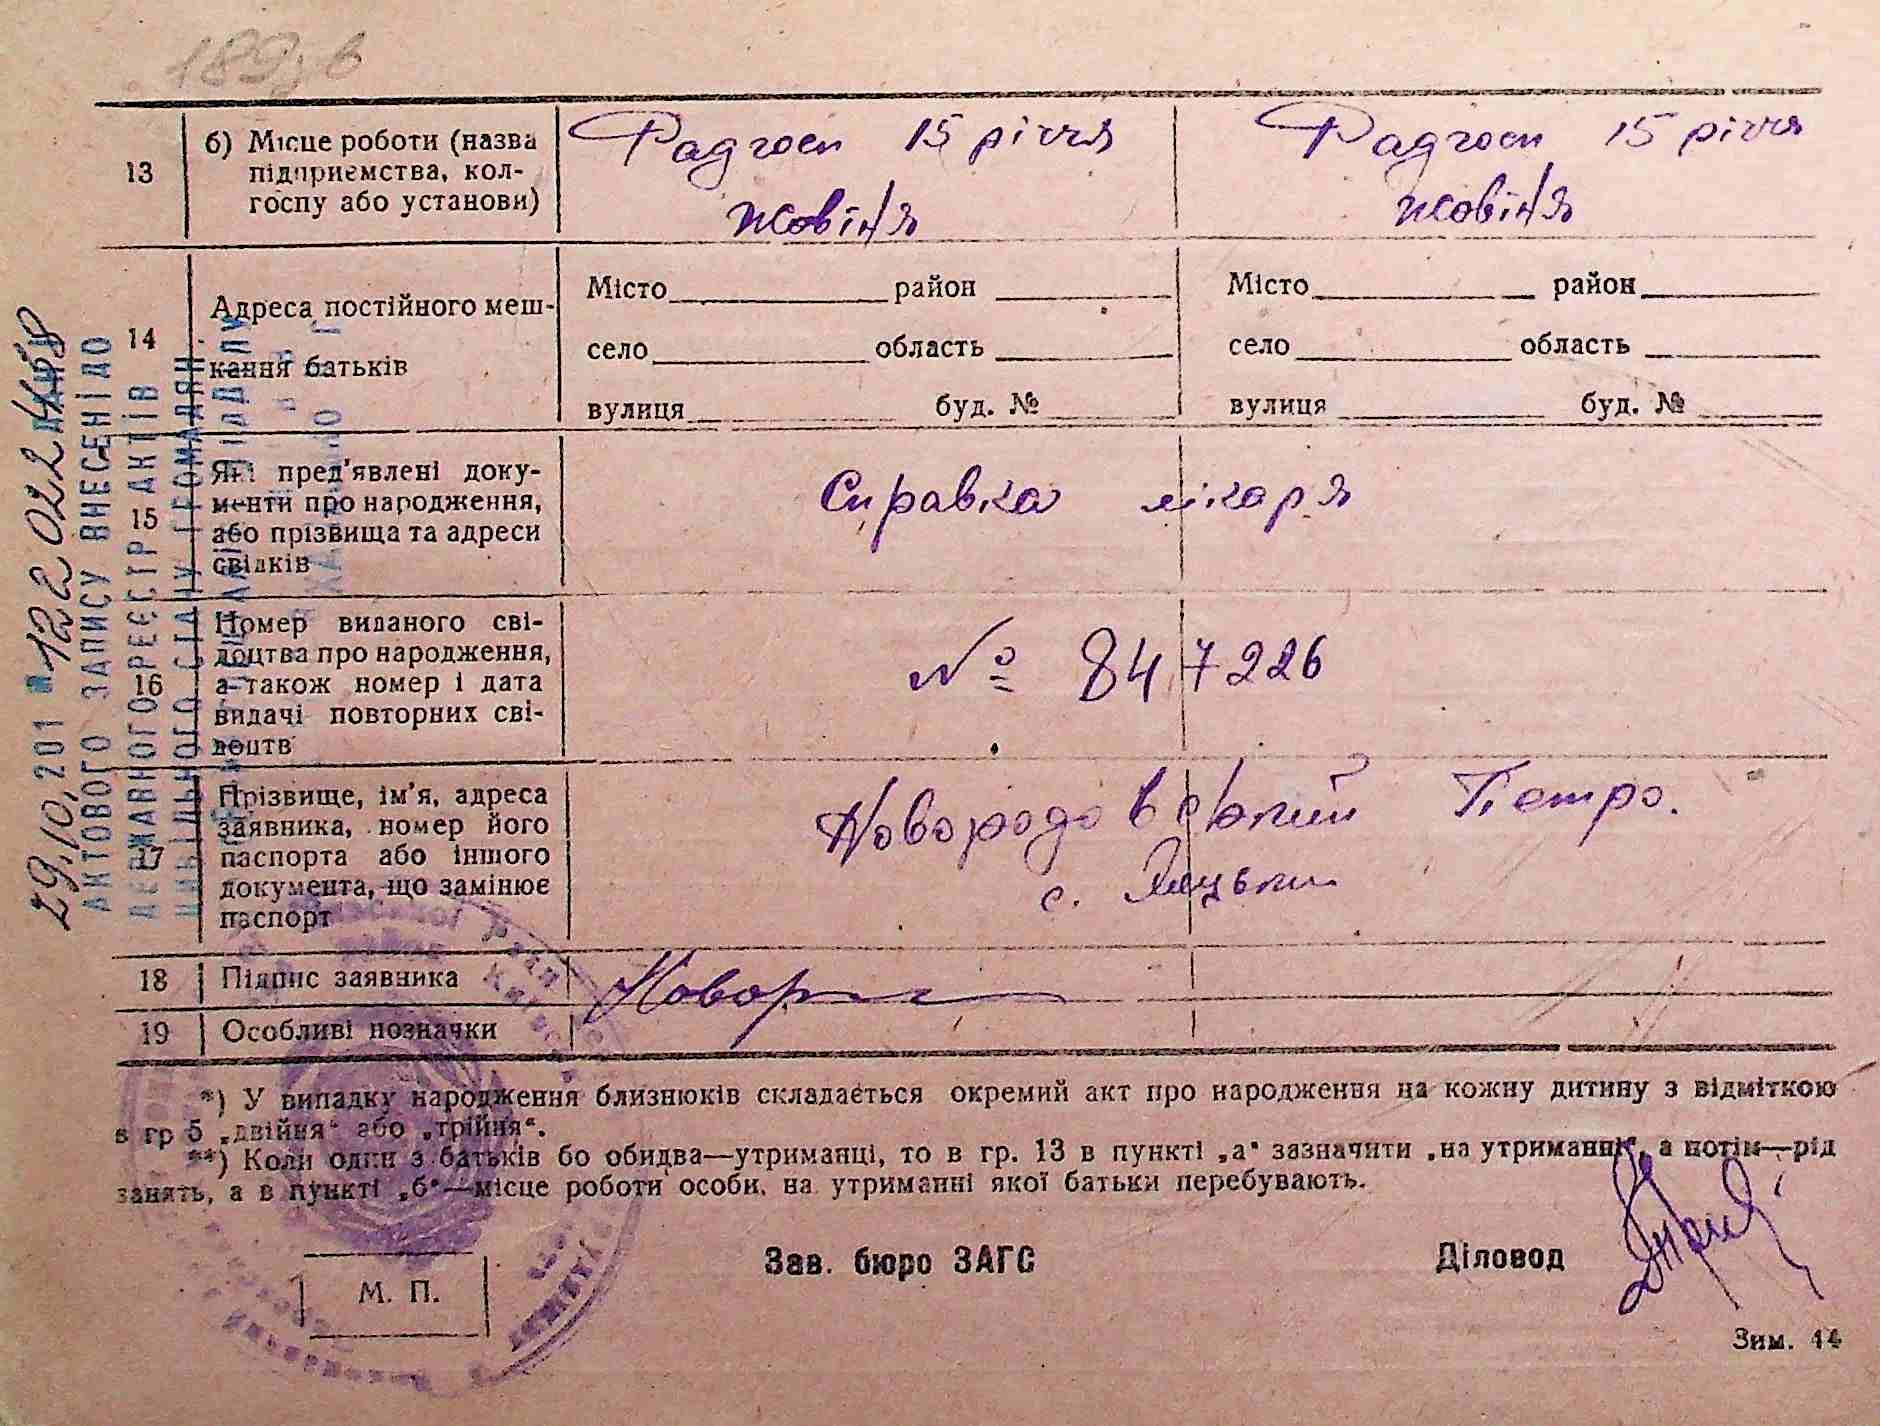 189 в
13
б) Місце роботи (назва
підприємства, кол-
госпу або установи)
Радгосп 15 річчя
жовтня
Радгосп 15 річчя
жовтня
14
Адреса постійного меш-
кання батьків
Місто район
село область
вулиця буд. №
Місто район
село область
вулиця буд. №
15
Які пред'явлені доку-
менти про народження,
або прізвища та адреси
свідків
Справка лікаря
16
Номер виданого сві-
доцтва про народження,
а також номер і дата
видачі повторних сві-
доцтв
№ 847226
17
Прізвище, ім'я, адреса
заявника, номер його
паспорта або іншого
документа, що замінює
паспорт
Петро.
с. Яцьки
18
Підпис заявника
Новор
19
Особливі позначки
*) У випадку народження близнюків складається окремий акт про народження на кожну дитину з відміткою
в гр 5 „двійня“ або „трійня“.
**) Коли один з батьків бо обидва—утриманці, то в гр. 13 в пункті „а“ зазначити „на утриманні“, а потім—рід
занять, а в пункті „б“—місце роботи особи, на утриманні якої батьки перебувають.
М. П.
Зав. бюро ЗАГС
Діловод
Зим. 14
29.10.201
АКТОВОГО ЗАПИСУ ВНЕСЕНІ ДО
ДЕРЖАВНОГО РЕЄСТР АКТІВ
ЦИВІЛЬНОГО СТАНУ ГРОМАДЯН.